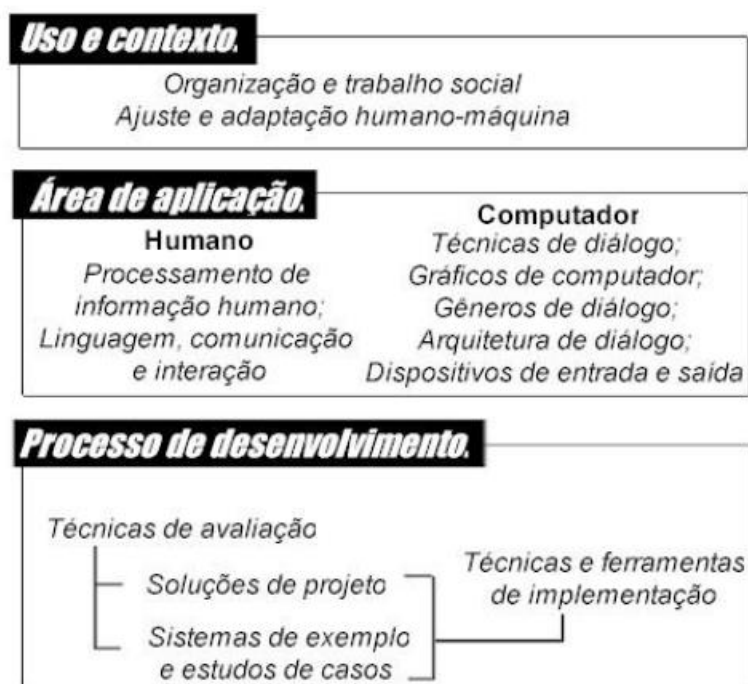 Uso e contexto.
Organização e trabalho social
Ajuste e adaptação humano-máquina
Área de aplicação.
Humano
Processamento de
informação humano;
Linguagem, comunicação
e interação
Computador
Técnicas de diálogo;
Gráficos de computador;
Gêneros de diálogo;
Arquitetura de diálogo;
Dispositivos de entrada e saída
Processo de desenvolvimento.
Técnicas de avaliação
Soluções de projeto
Sistemas de exemplo
e estudos de casos
Técnicas e ferramentas
de implementação